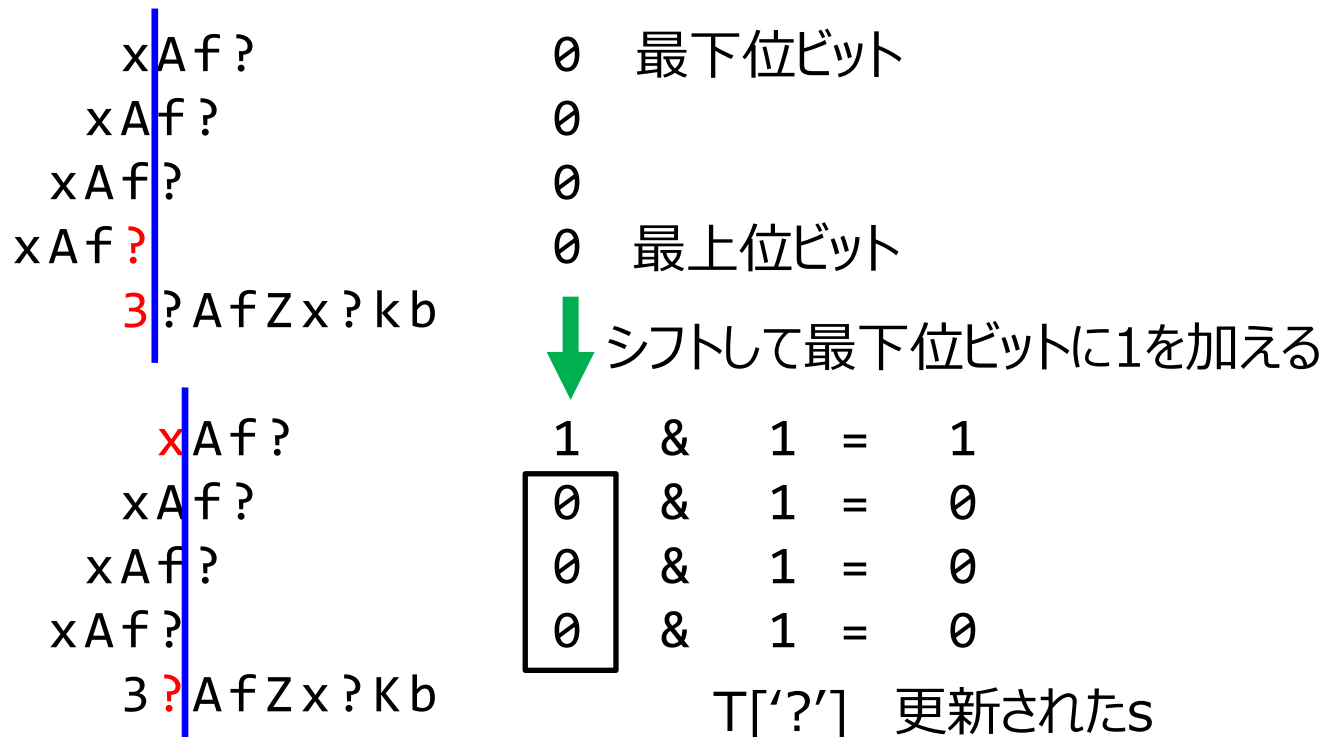 xAf? 0 最下位ビット
xAf? 0
xAf? 0
xAf? 0 最上位ビット
3?AfZx?kb
シフトして最下位ビットに1を加える
xAf? 1 & 1 = 1
xAf? 0 & 1 = 0
xAf? 0 & 1 = 0
xAf? 0 & 1 = 0
3?AfZx?Kb
T[‘?’] 更新されたs